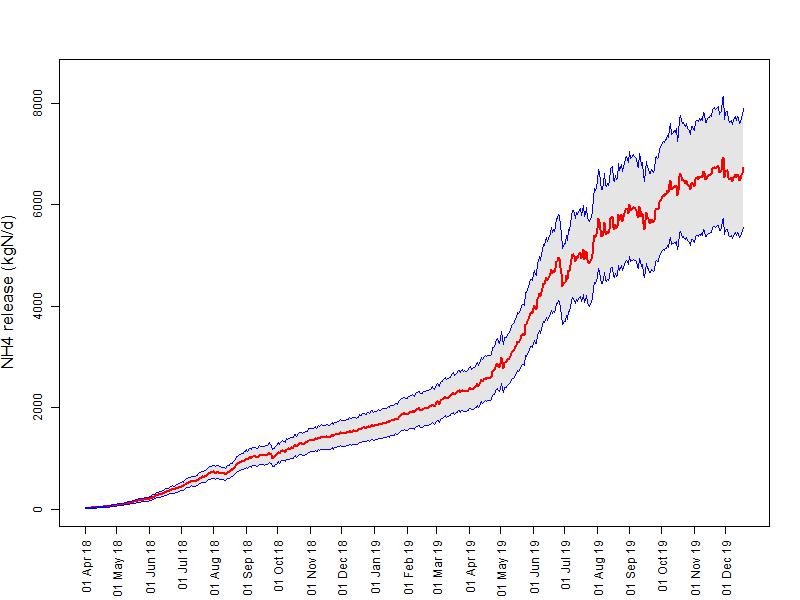 NH4 release (kgN/d)
8000
6000
4000
2000
0
01 Apr 18
01 May 18
01 Jun 18
01 Jul 18
01 Aug 18
01 Sep 18
01 Oct 18
01 Nov 18
01 Dec 18
01 Jan 19
01 Feb 19
01 Mar 19
01 Apr 19
01 May 19
01 Jun 19
01 Jul 19
01 Aug 19
01 Sep 19
01 Oct 19
01 Nov 19
01 Dec 19